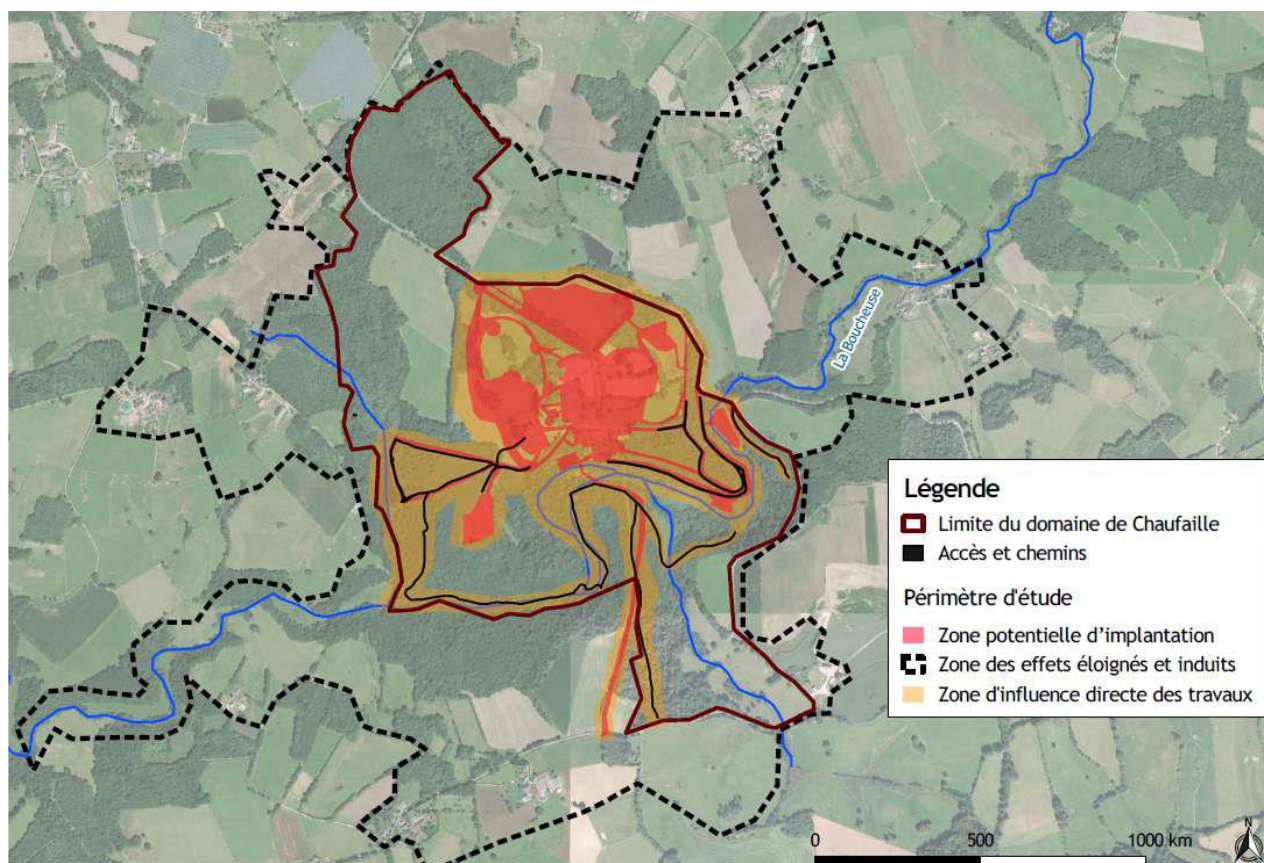 La Boucheuse
Légende
Limite du domaine de Chaufaille
Accès et chemins
Périmètre d'étude
Zone potentielle d’implantation
Zone des effets éloignés et induits
Zone d'influence directe des travaux
0 500 1000 km
N